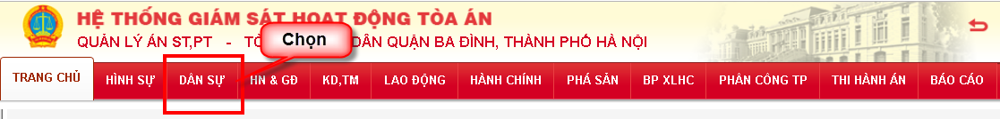 HỆ THỐNG GIÁM SÁT HOẠT ĐỘNG TÒA ÁN
QUẢN LÝ ÁN ST,PT - DÂN QUẬN BA ĐÌNH, THÀNH PHỐ HÀ NỘI
Chọn
TRANG CHỦ HÌNH SỰ DÂN SỰ HN & GĐ KD,TM LAO ĐỘNG HÀNH CHÍNH PHÁ SẢN BP XLHC PHÂN CÔNG TP THI HÀNH ÁN BÁO CÁO